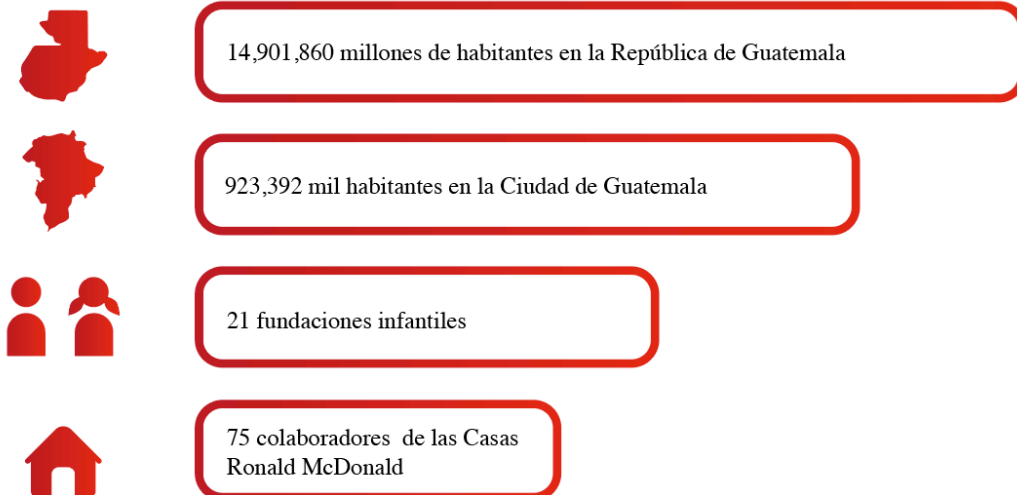 14,901,860 millones de habitantes en la República de Guatemala
923,392 mil habitantes en la Ciudad de Guatemala
21 fundaciones infantiles
75 colaboradores  de las Casas
Ronald McDonald